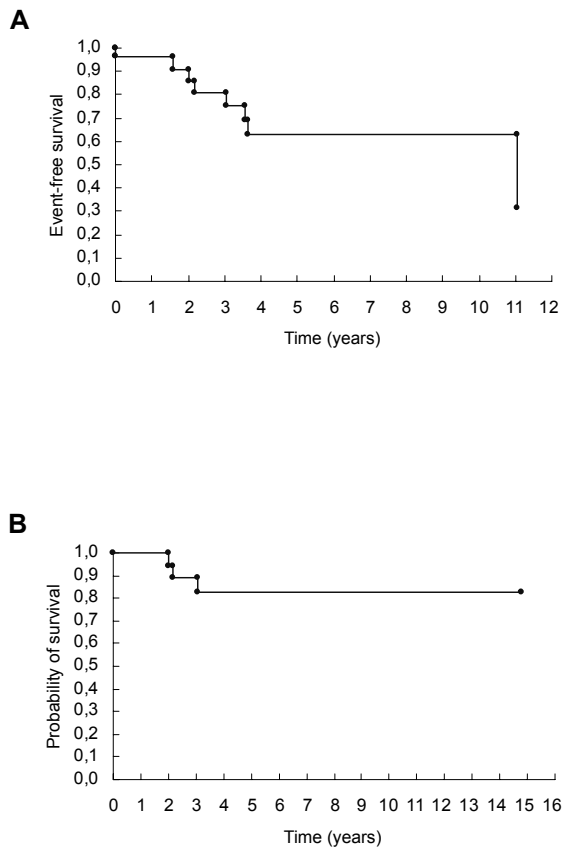 A
Event-free survival
1,0
0,9
0,8
0,7
0,6
0,5
0,4
0,3
0,2
0,1
0,0
0 1 2 3 4 5 6 7 8 9 10 11 12
Time (years)
B
Probability of survival
1,0
0,9
0,8
0,7
0,6
0,5
0,4
0,3
0,2
0,1
0,0
0 1 2 3 4 5 6 7 8 9 10 11 12 13 14 15 16
Time (years)